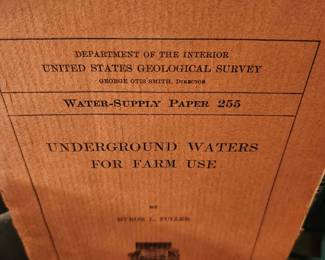 DEPARTMENT OF THE INTERIOR
UNITED STATES GEOLOGICAL SURVEY
GEORGE OTIS SMITH, DIRECTOR
WATER-SUPPLY PAPER 255
UNDERGROUND WATERS
FOR FARM USE
BY
MYRON L. FULLER